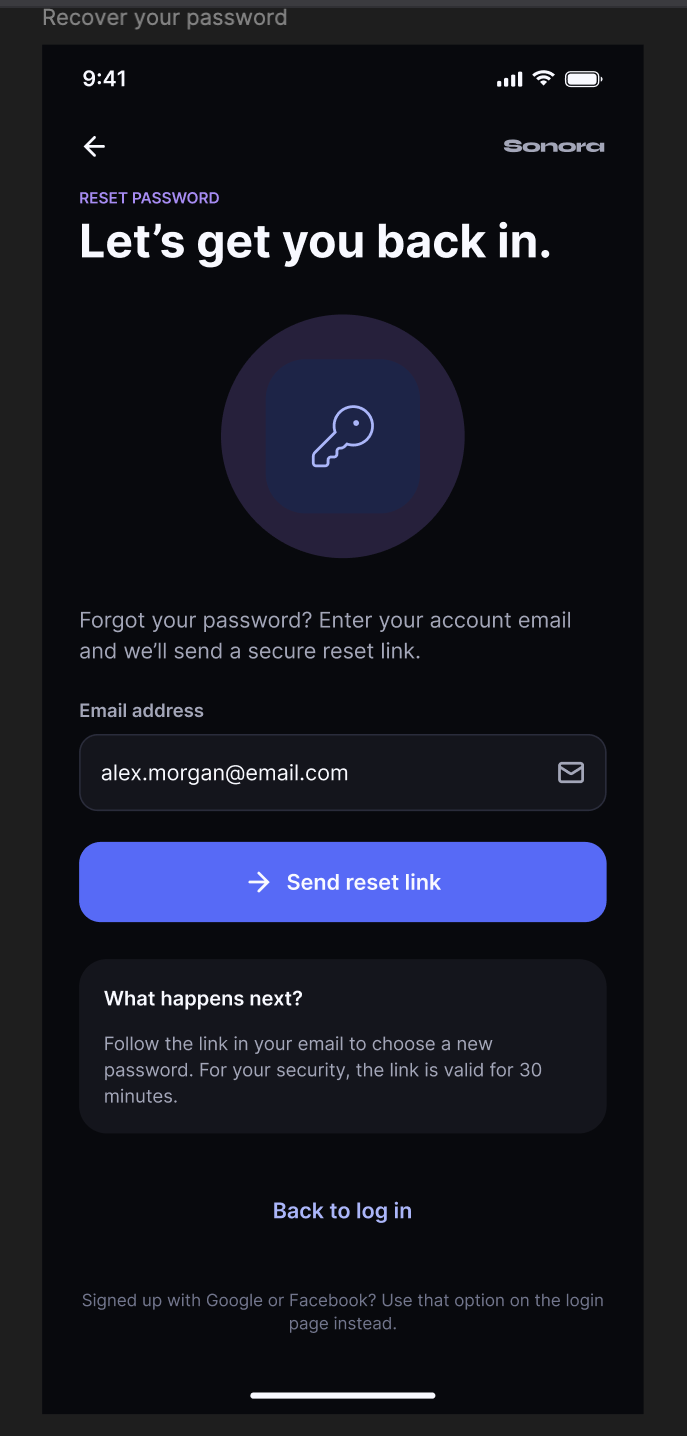 Recover your password
9:41
Sonora
RESET PASSWORD
Let’s get you back in.
Forgot your password? Enter your account email
and we’ll send a secure reset link.
Email address
alex.morgan@email.com
Send reset link
What happens next?
Follow the link in your email to choose a new
password. For your security, the link is valid for 30
minutes.
Back to log in
Signed up with Google or Facebook? Use that option on the login
page instead.